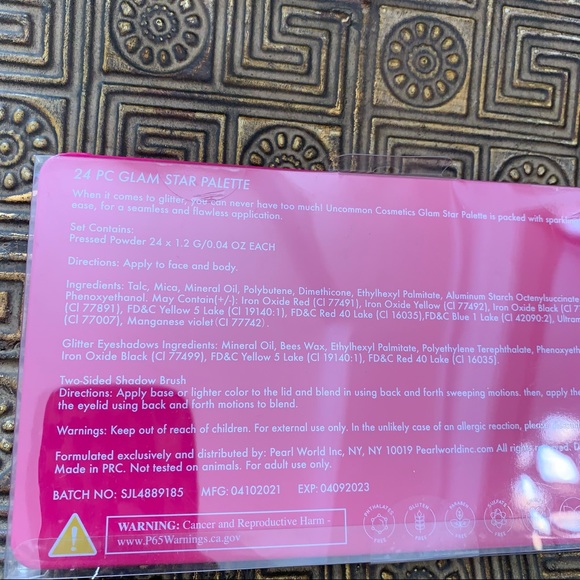 24 PC GLAM STAR PALETTE
When it comes to glitter, you can never have too much! Uncommon Cosmetics Glam Star Palette is packed with
ease, for a seamless and flawless application.
Set Contains:
Pressed Powder 24 x 1.2 G/0.04 OZ EACH
Directions: Apply to face and body.
Ingredients: Talc, Mica, Mineral Oil, Polybutene, Dimethicone, Ethylhexyl Palmitate, Aluminum Starch Octenylsuccinate
Phenoxyethanol. May Contain(+/-): Iron Oxide Red (CI 77491), Iron Oxide Yellow (CI 77492), Iron Oxide Black
(CI 77891), FD&C Yellow 5 Lake (CI 19140:1), FD&C Red 40 Lake (CI 16035),FD&C Blue 1 Lake (CI 42090:2),
(CI 77007), Manganese violet(CI 77742).
Glitter Eyeshadows Ingredients: Mineral Oil, Bees Wax, Ethylhexyl Palmitate, Polyethylene Terephthalate,
Iron Oxide Black (CI 77499), FD&C Yellow 5 Lake (CI 19140:1), FD&C Red 40 Lake (CI 16035).
Two-Sided Shadow Brush
Directions: Apply base or lighter color to the lid and blend in using back and forth sweeping motions. then, apply the
the eyelid using back and forth motions to blend.
Warnings: Keep out of reach of children. For external use only. In the unlikely case of an allergic reaction,
Formulated exclusively and distributed by: Pearl World Inc, NY, NY 10019 Pearlworldinc.com All rights
Made in PRC. Not tested on animals. For adult use only.
BATCH NO: SJL4889185 MFG: 04102021 EXP: 04092023
WARNING: Cancer and Reproductive Harm -
www.P65Warnings.ca.gov
PHTHALATES FREE
GLUTEN FREE
PARABEN FREE
SULFATE